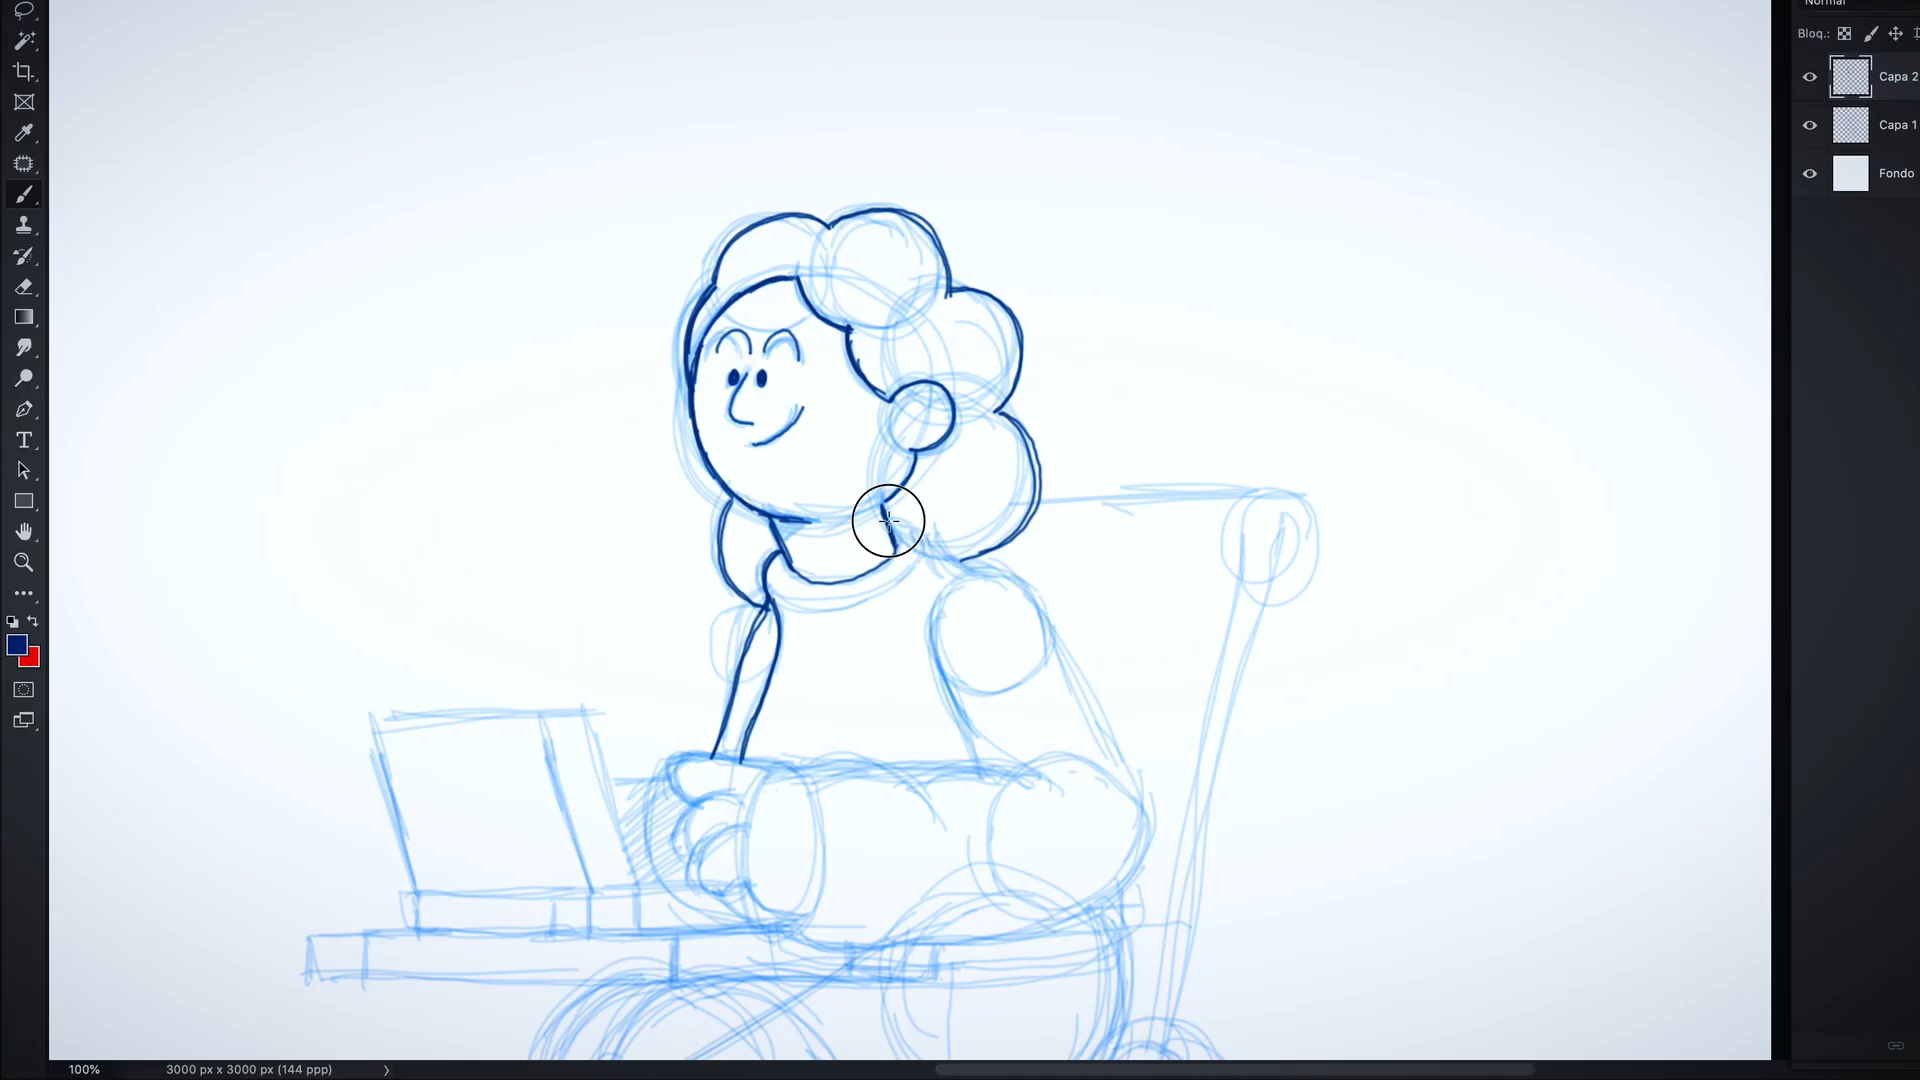 Normal
Bloq.:
Capa 2
Capa 1
Fondo
100% 3000 px x 3000 px (144 ppp)